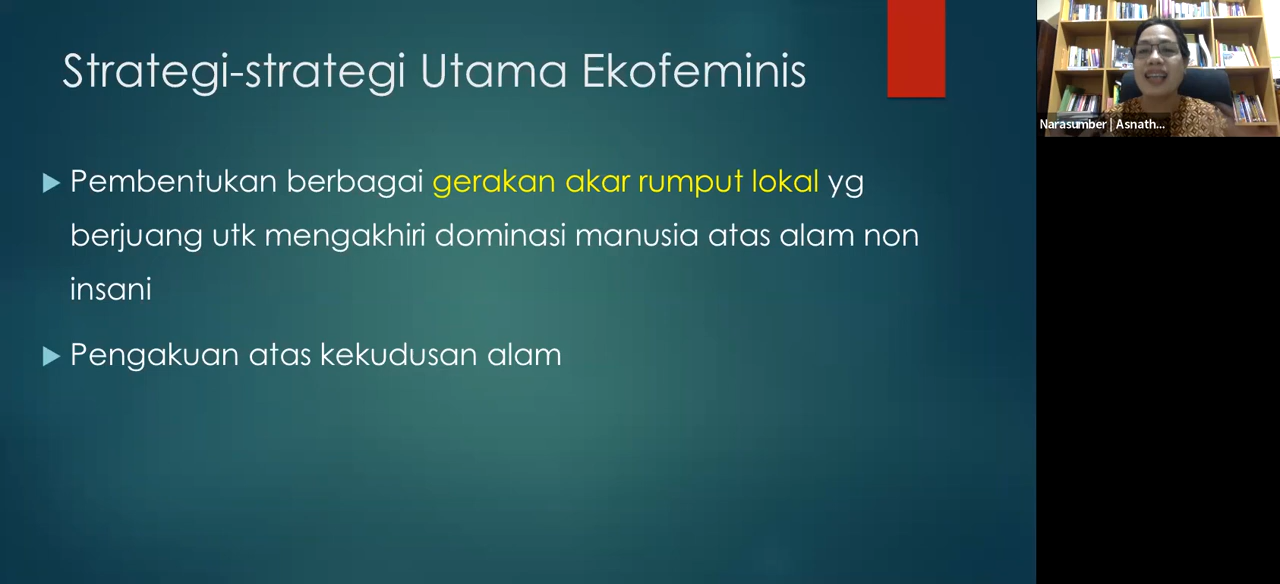 Strategi-strategi Utama Ekofeminis
Pembentukan berbagai gerakan akar rumput lokal yg
berjuang utk mengakhiri dominasi manusia atas alam non
insani
Pengakuan atas kekudusan alam
Narasumber | Asnath...